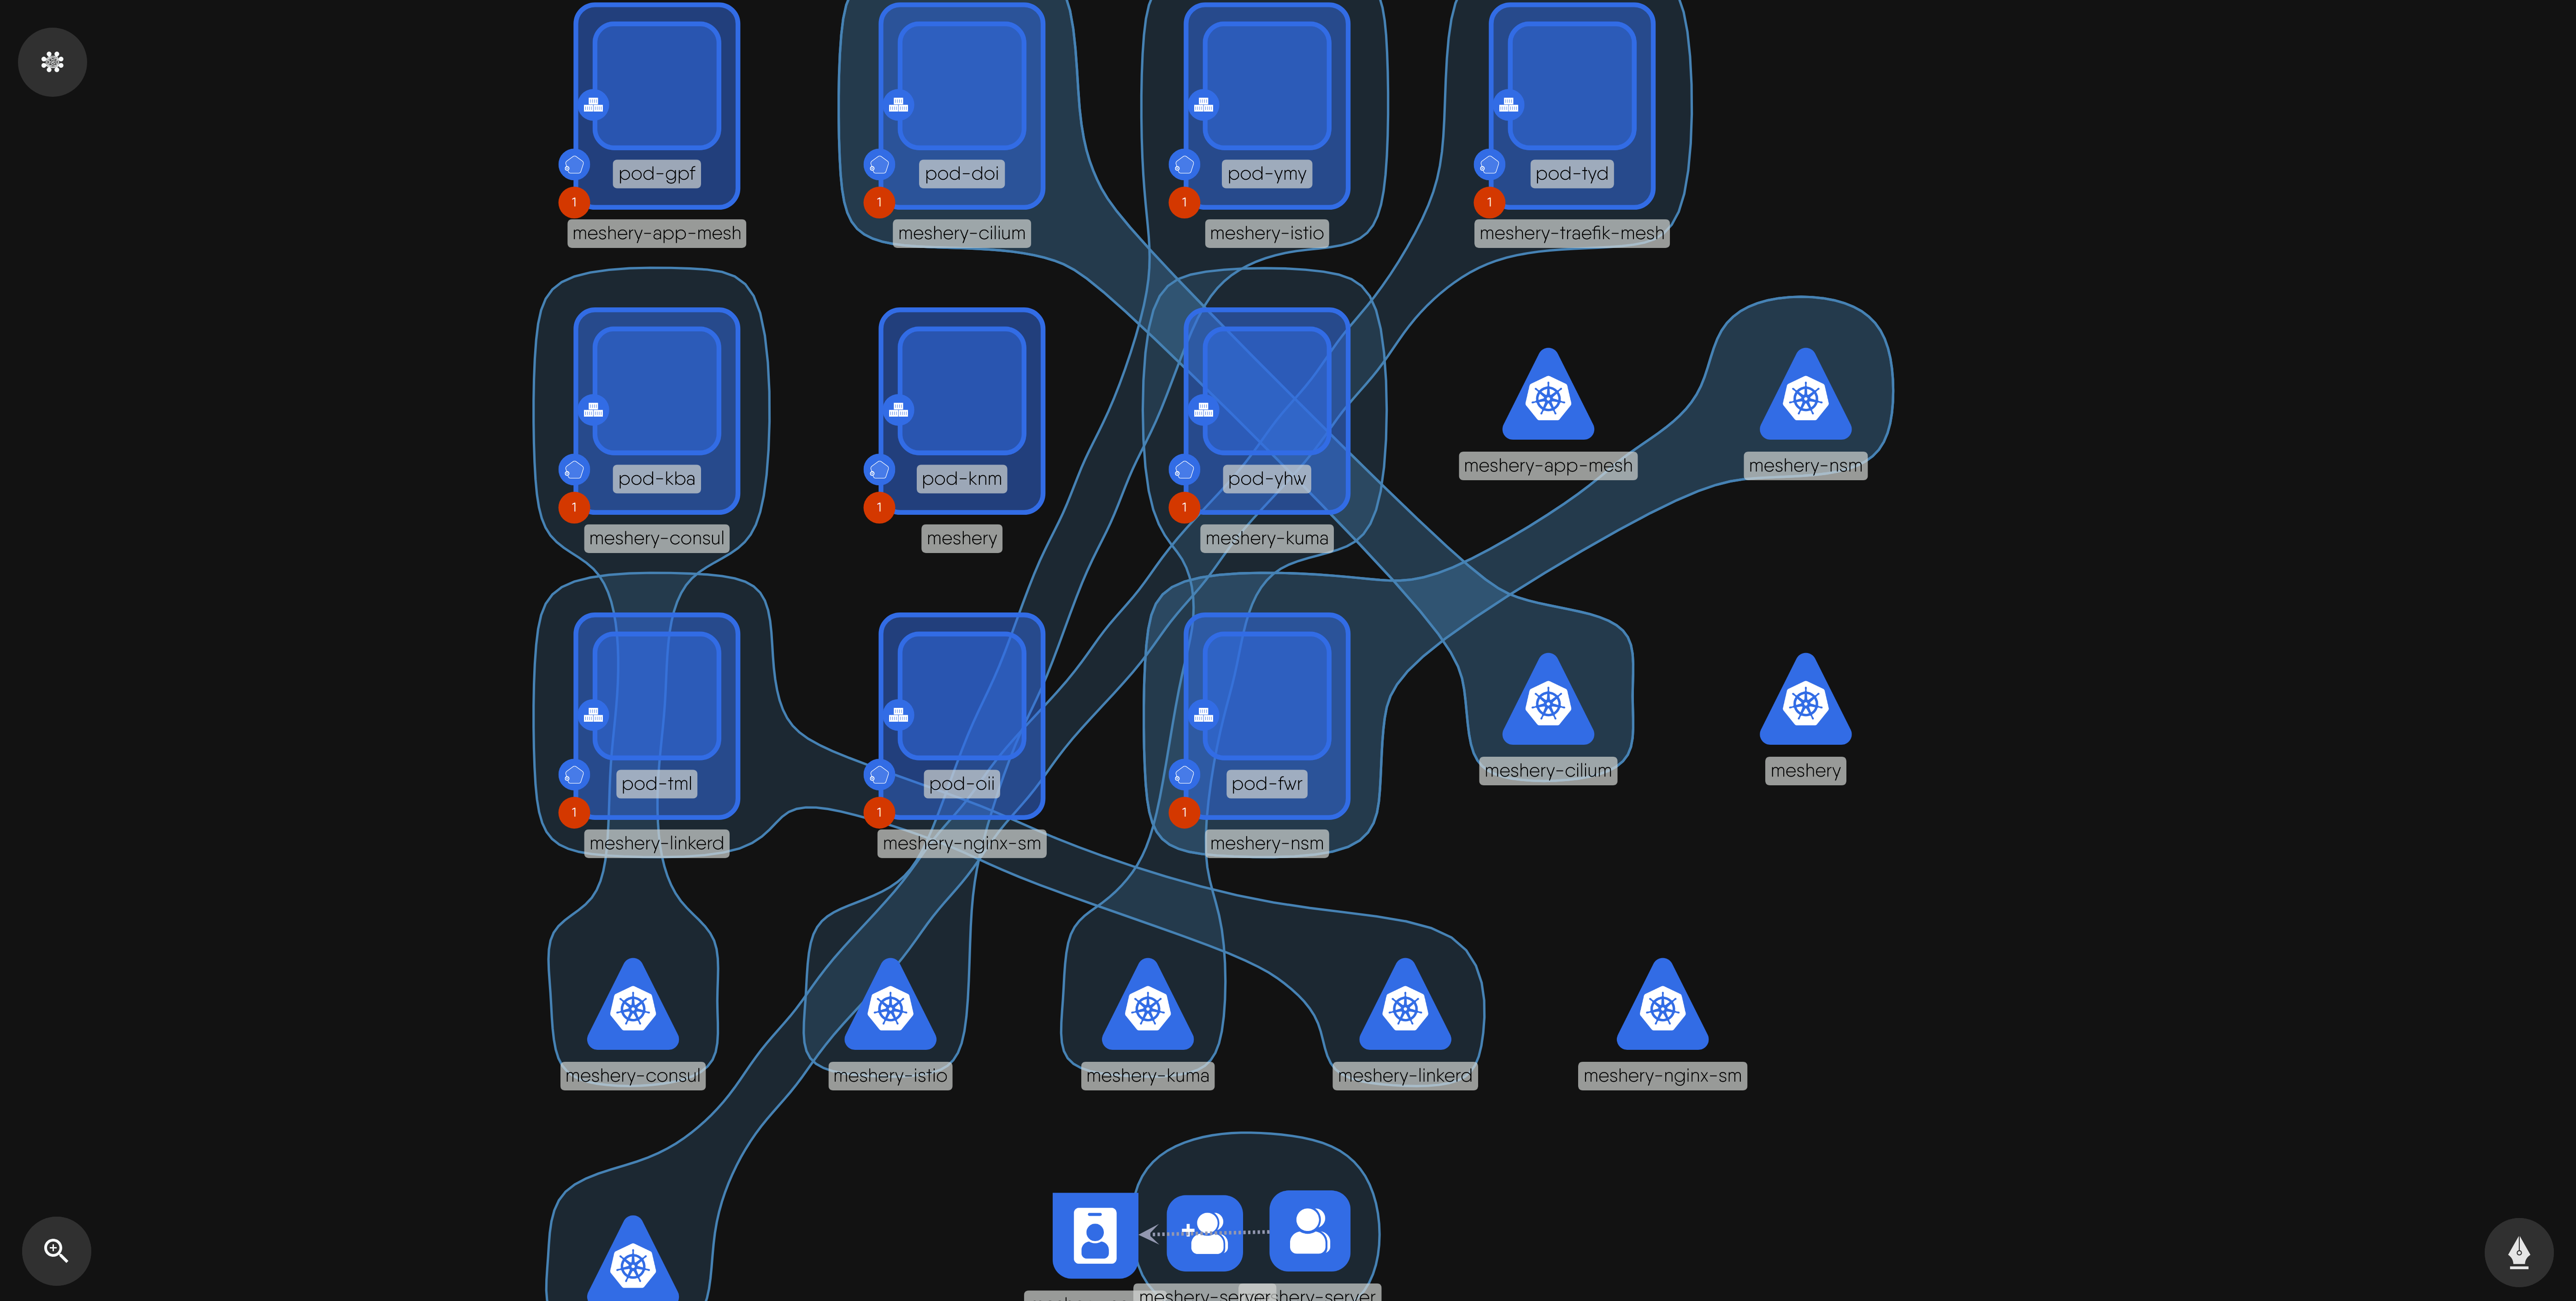 pod-gpf
pod-doi
pod-ymy
pod-tyd
1
1
1
1
meshery-app-mesh
meshery-cilium
meshery-istio
meshery-traefik-mesh
meshery-app-mesh
meshery-nsm
pod-kba
pod-knm
pod-yhw
1
1
1
meshery-consul
meshery
meshery-kuma
meshery-cilium
meshery
pod-tml
pod-oii
pod-fwr
1
1
1
meshery-linkerd
meshery-nginx-sm
meshery-nsm
meshery-consul
meshery-istio
meshery-kuma
meshery-linkerd
meshery-nginx-sm
meshery-server
hery-server